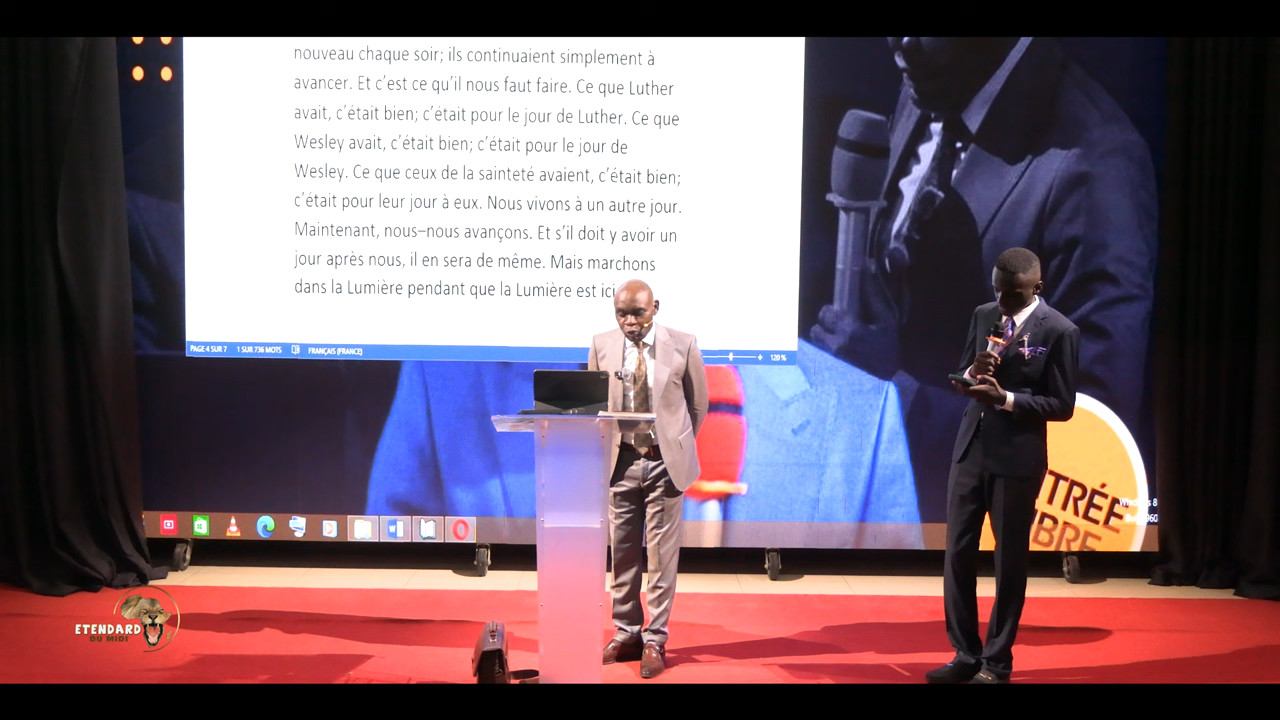 nouveau chaque soir; ils continuaient simplement à
avancer. Et c'est ce qu'il nous faut faire. Ce que Luther
avait, c'était bien; c'était pour le jour de Luther. Ce que
Wesley avait, c'était bien; c'était pour le jour de
Wesley. Ce que ceux de la sainteté avaient, c'était bien;
c'était pour leur jour à eux. Nous vivons à un autre jour.
Maintenant, nous–nous avançons. Et s'il doit y avoir un
jour après nous, il en sera de même. Mais marchons
dans la Lumière pendant que la Lumière est ici
PAGE 4 SUR 7 1 SUR 736 MOTS FRANÇAIS (FRANCE)
120 %
TRÉE
BRE
ETENDARD
DU MIDI